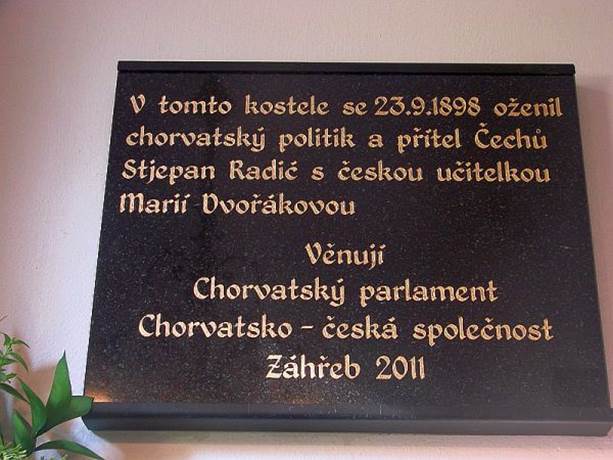 V tomto kostele se 23.9.1898 oženil
chorvatský politik a přítel Čechů
Stjepan Radić s českou učitelkou
Marií Dvořákovou
Věnují
Chorvatský parlament
Chorvatsko - česká společnost
Záhřeb 2011